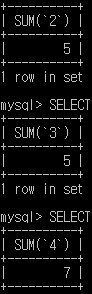 +----------+
| SUM(`2`) |
+----------+
|        5 |
+----------+
1 row in set
mysql> SELECT
+----------+
| SUM(`3`) |
+----------+
|        5 |
+----------+
1 row in set
mysql> SELECT
+----------+
| SUM(`4`) |
+----------+
|        7 |
+----------+